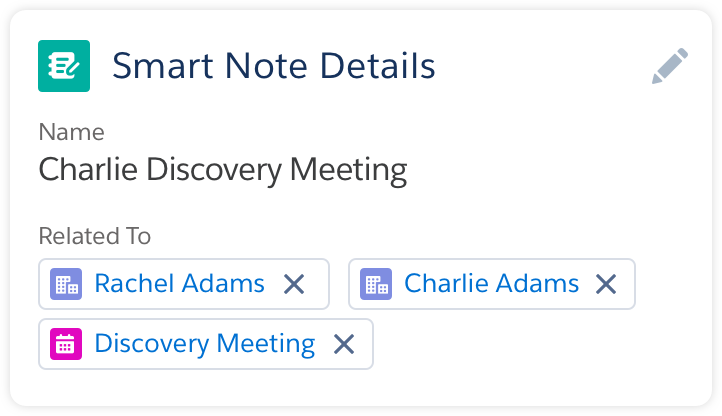 Smart Note Details
Name
Charlie Discovery Meeting
Related To
Rachel Adams
Charlie Adams
Discovery Meeting